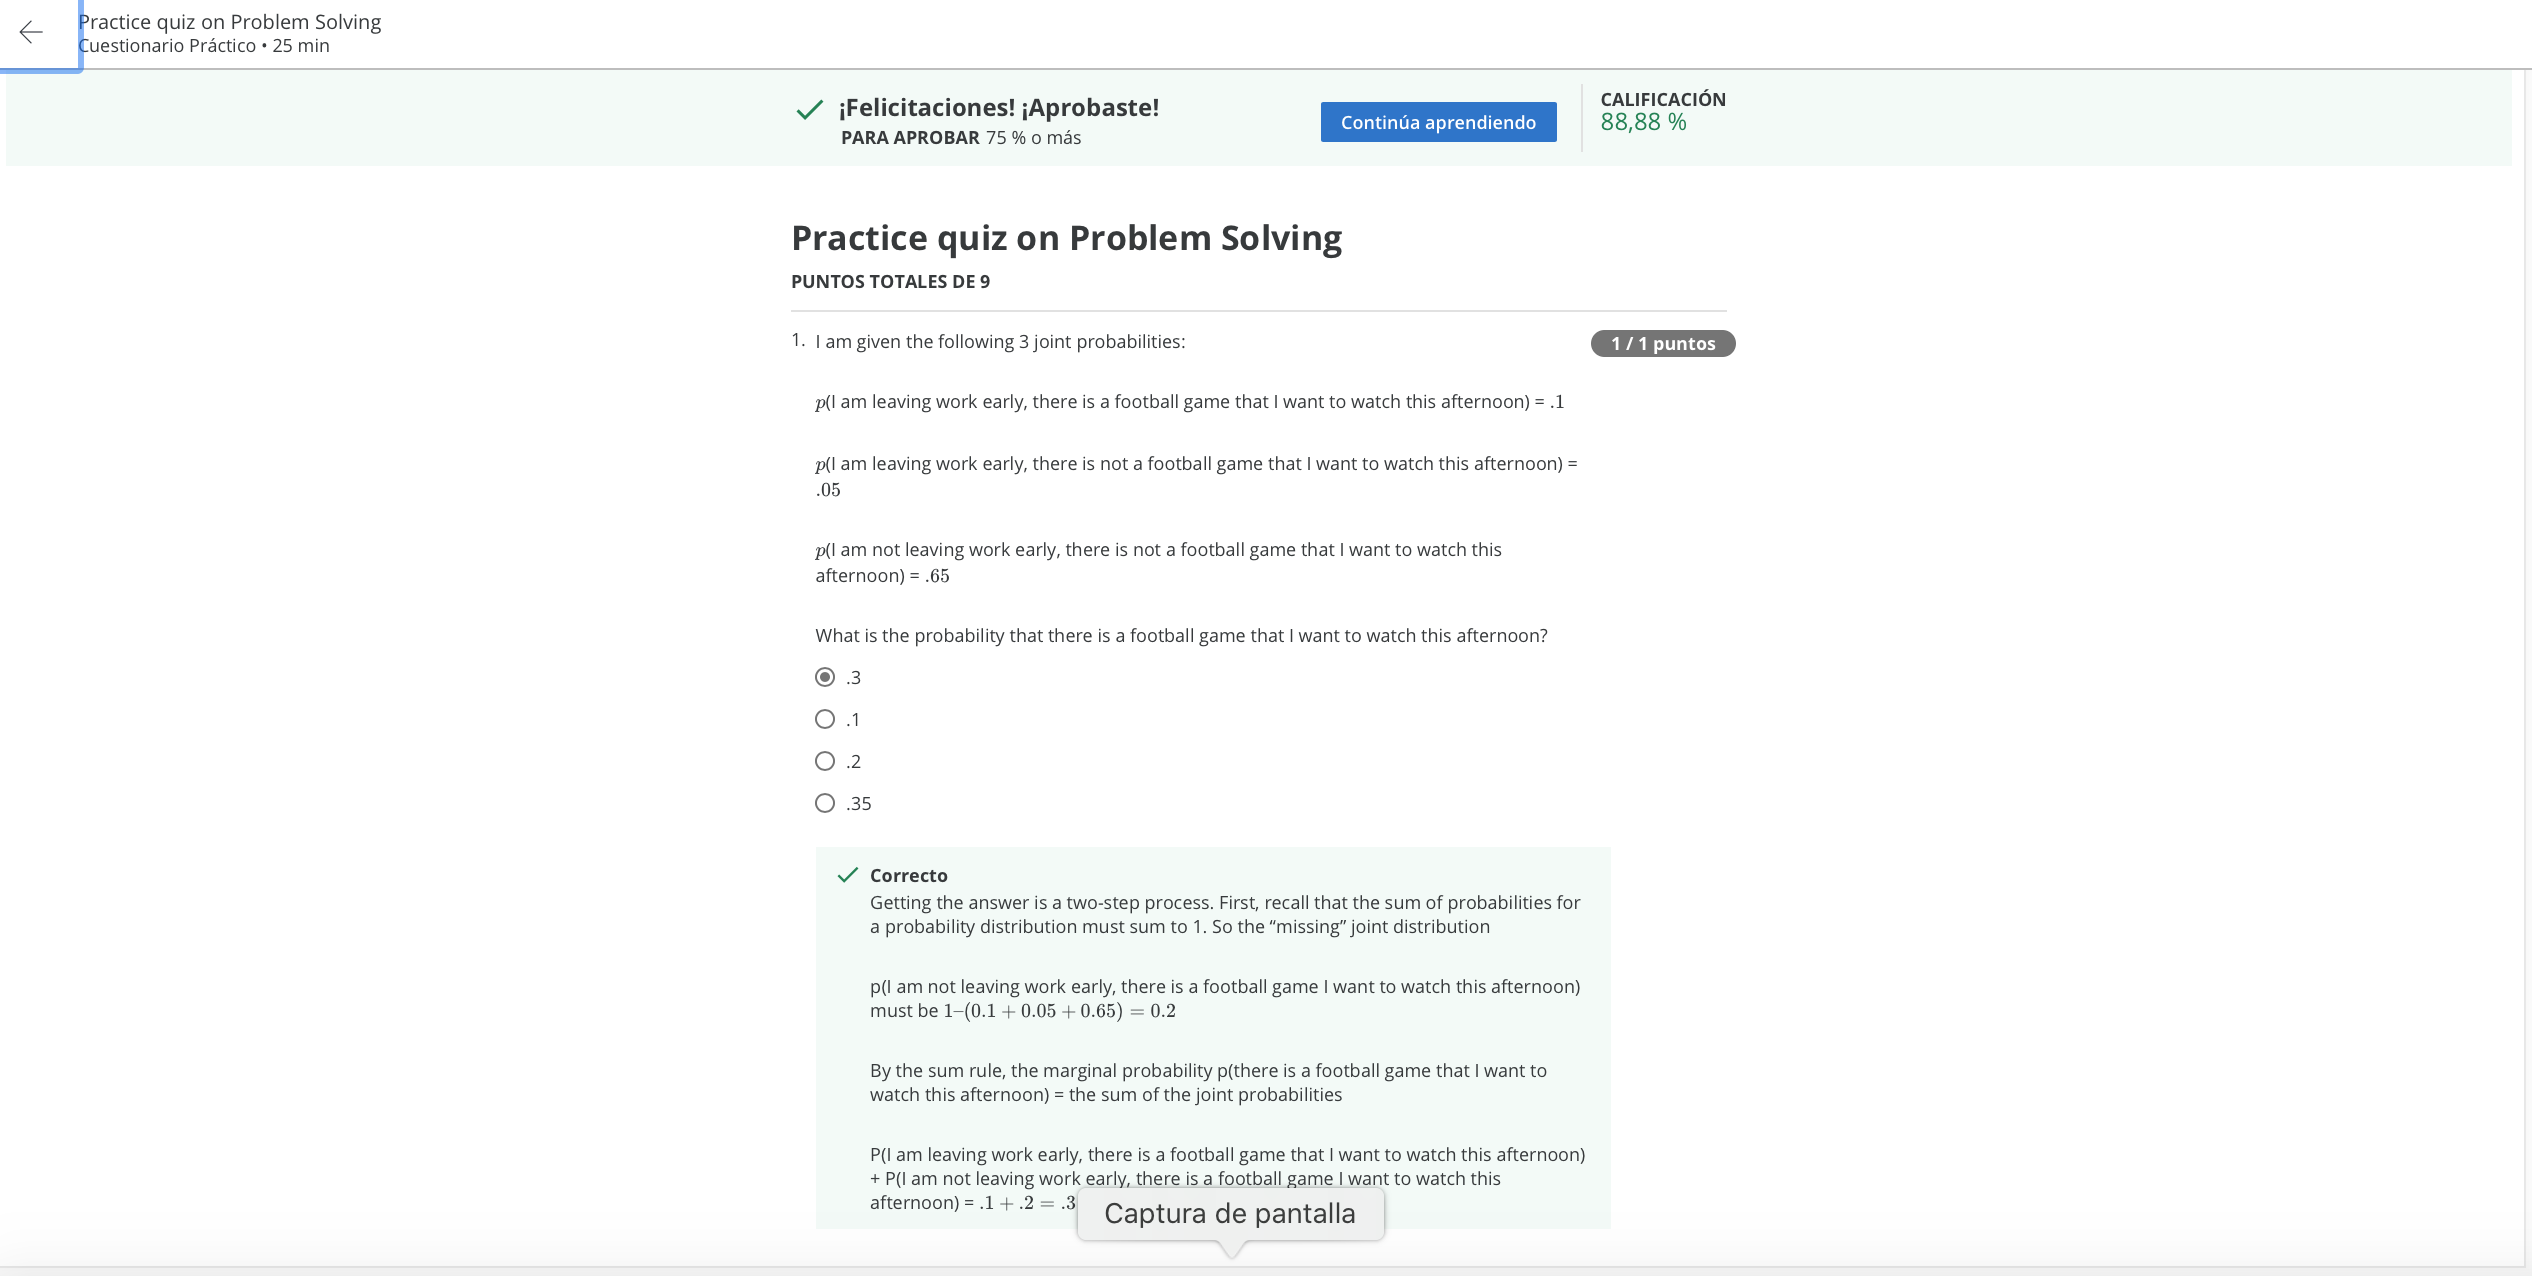 Practice quiz on Problem Solving
Cuestionario Práctico • 25 min
¡Felicitaciones! ¡Aprobaste!
PARA APROBAR 75 % o más
Continúa aprendiendo
CALIFICACIÓN
88,88 %
Practice quiz on Problem Solving
PUNTOS TOTALES DE 9
1. I am given the following 3 joint probabilities:
1 / 1 puntos
p(I am leaving work early, there is a football game that I want to watch this afternoon) = .1
p(I am leaving work early, there is not a football game that I want to watch this afternoon) =
.05
p(I am not leaving work early, there is not a football game that I want to watch this
afternoon) = .65
What is the probability that there is a football game that I want to watch this afternoon?
.3
.1
.2
.35
Correcto
Getting the answer is a two-step process. First, recall that the sum of probabilities for
a probability distribution must sum to 1. So the “missing” joint distribution
p(I am not leaving work early, there is a football game I want to watch this afternoon)
must be 1–(0.1 + 0.05 + 0.65) = 0.2
By the sum rule, the marginal probability p(there is a football game that I want to
watch this afternoon) = the sum of the joint probabilities
P(I am leaving work early, there is a football game that I want to watch this afternoon)
+ P(I am not leaving work early, there is a football game I want to watch this
afternoon) = .1 + .2 = .3
Captura de pantalla